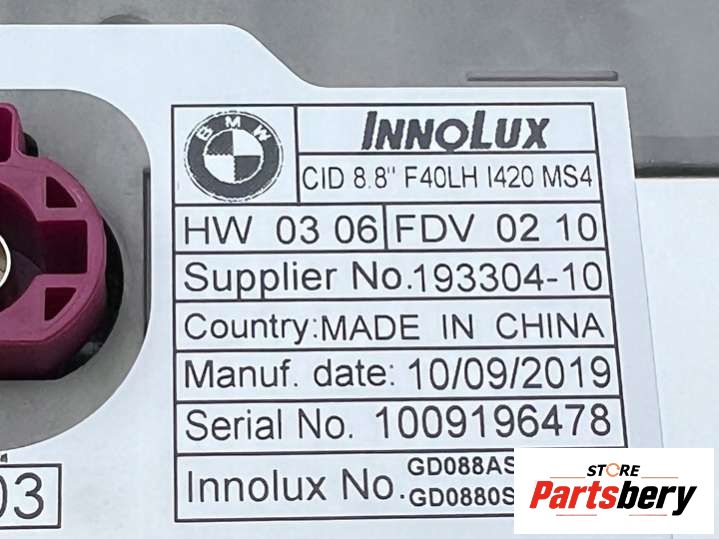 BMW
INNOLUX
CID 8.8" F40LH I420 MS4
HW 03 06 FDV 02 10
Supplier No.193304-10
Country:MADE IN CHINA
Manuf. date: 10/09/2019
Serial No. 1009196478
Innolux No.
03
STORE
Partsbery